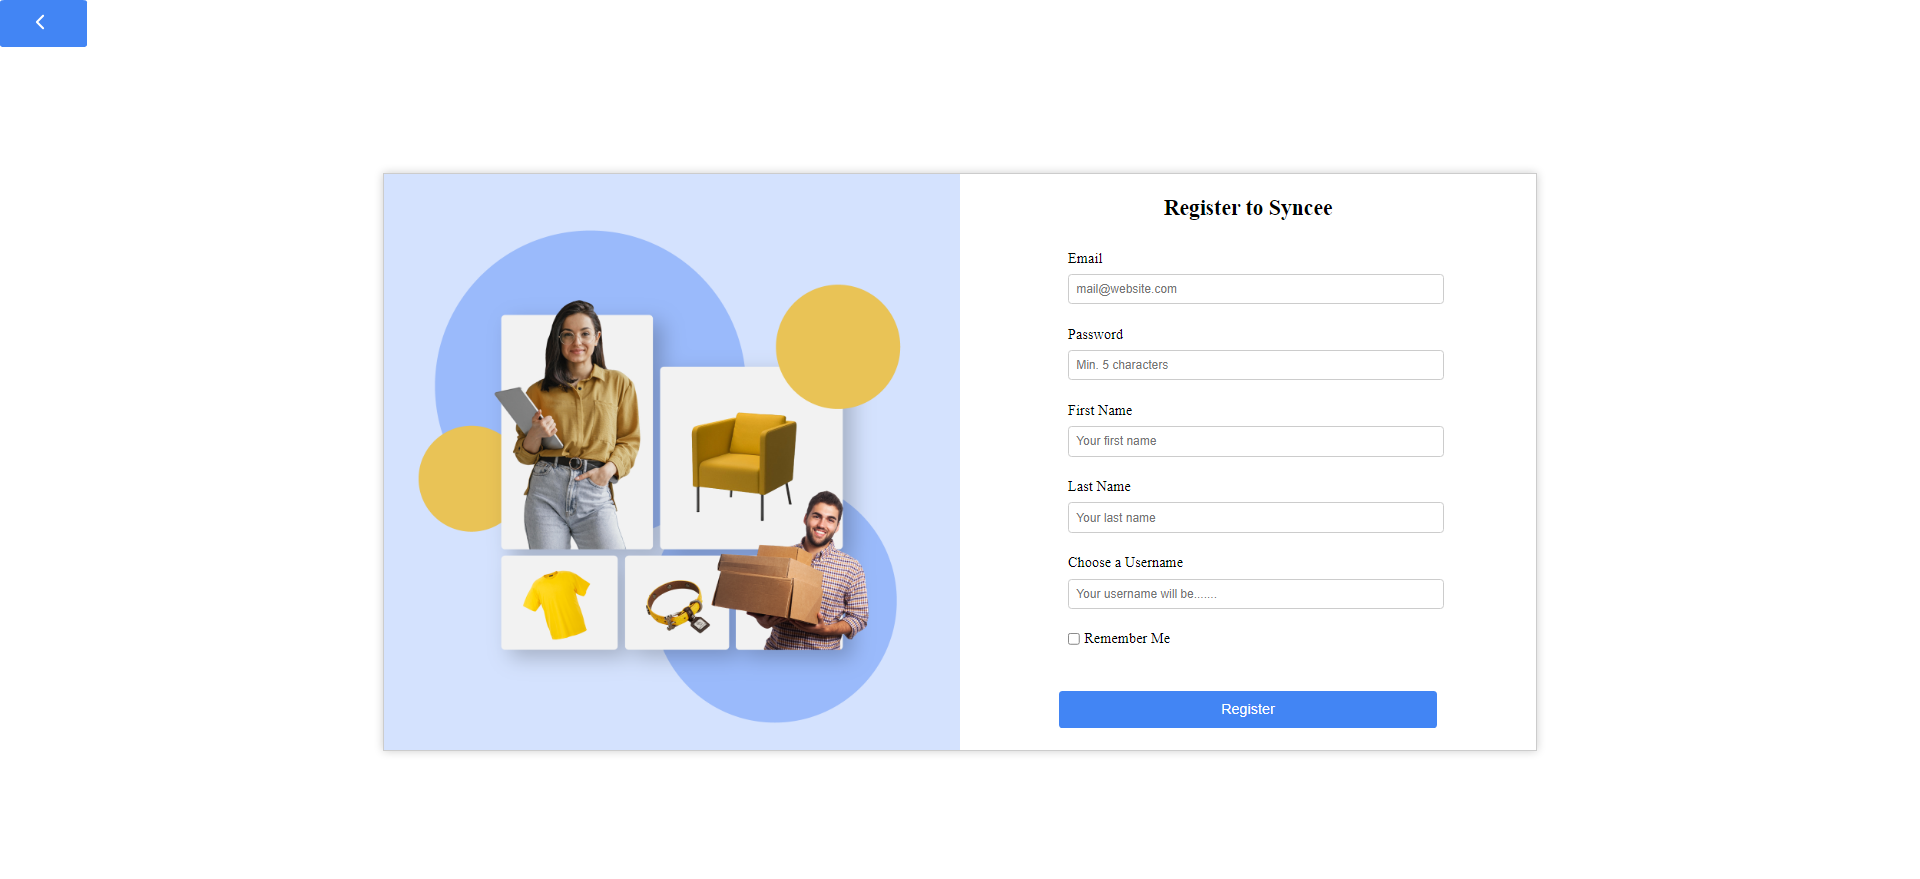 Register to Syncee
Email
mail@website.com
Password
Min. 5 characters
First Name
Your first name
Last Name
Your last name
Choose a Username
Your username will be.......
Remember Me
Register